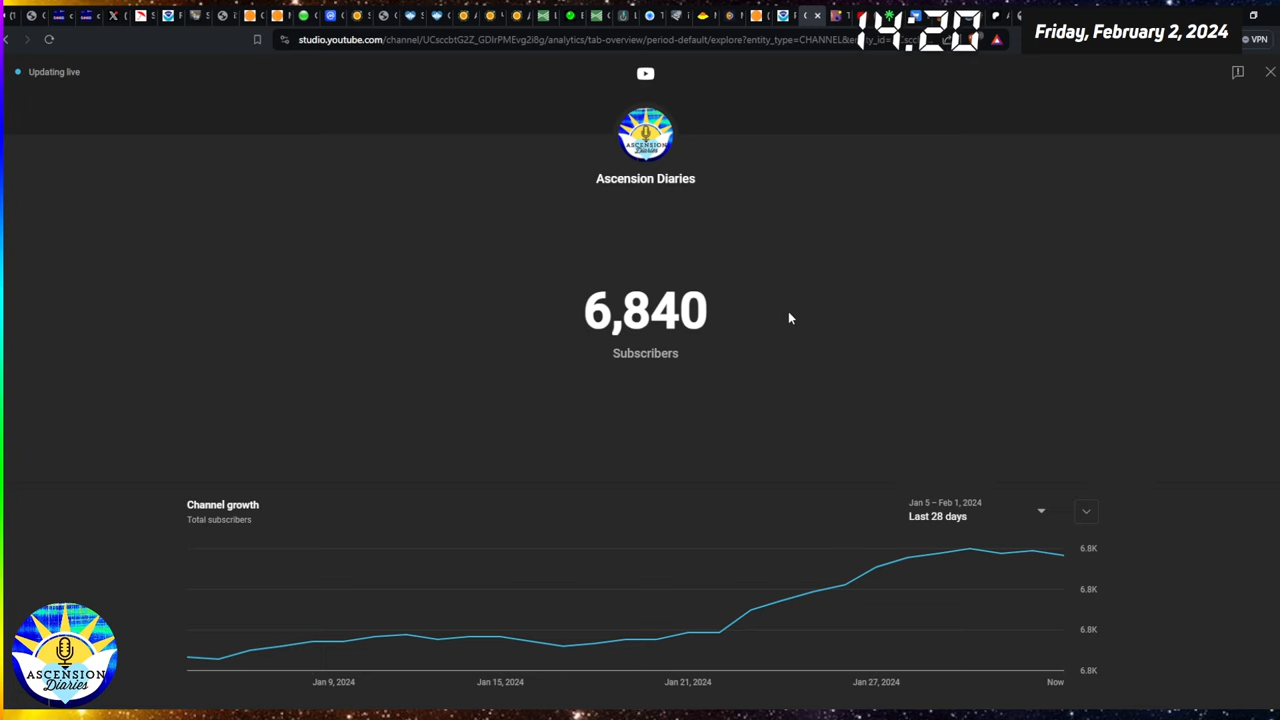 14:20
Friday, February 2, 2024
studio.youtube.com/channel/UCsccbtG2Z_GDIrPMEvg2i8g/analytics/tab-overview/period-default/explore?entity_type=CHANNEL&
VPN
Updating live
ASCENSION
Diaries
Ascension Diaries
6,840
Subscribers
Channel growth
Total subscribers
Jan 5 – Feb 1, 2024
Last 28 days
6.8K
6.8K
6.8K
6.8K
Jan 9, 2024
Jan 15, 2024
Jan 21, 2024
Jan 27, 2024
Now
ASCENSION
Diaries